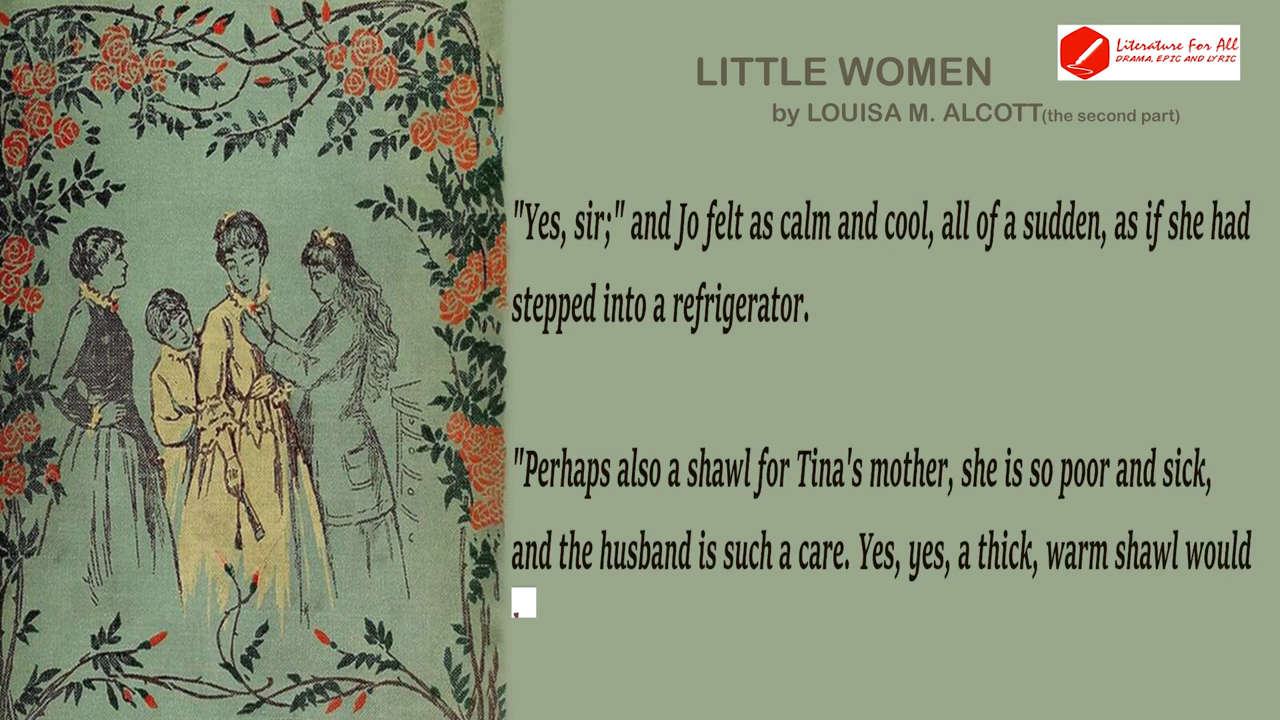 LITTLE WOMEN
by LOUISA M. ALCOTT(the second part)
Literature For All
DRAMA, EPIC AND LYRIC
"Yes, sir;" and Jo felt as calm and cool, all of a sudden, as if she had
stepped into a refrigerator.
"Perhaps also a shawl for Tina's mother, she is so poor and sick,
and the husband is such a care. Yes, yes, a thick, warm shawl would